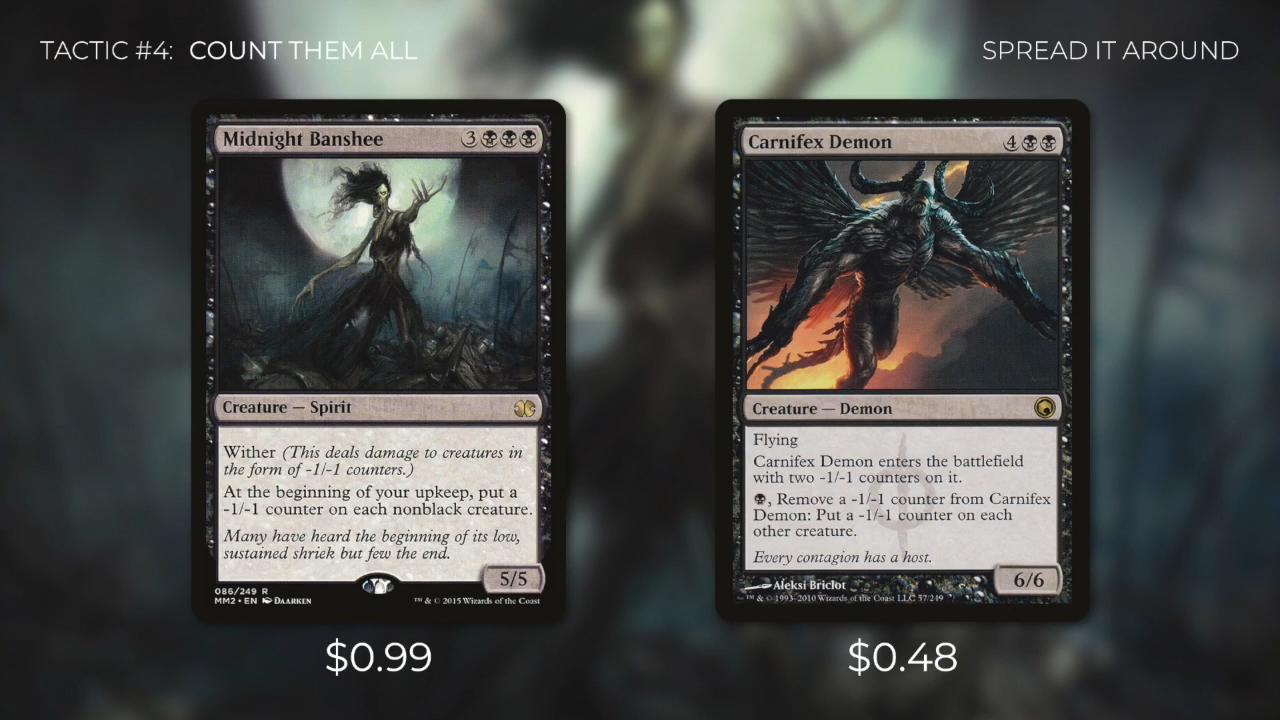 TACTIC #4: COUNT THEM ALL
SPREAD IT AROUND
Midnight Banshee 3
Creature — Spirit
Wither (This deals damage to creatures in
the form of -1/-1 counters.)
At the beginning of your upkeep, put a
-1/-1 counter on each nonblack creature.
Many have heard the beginning of its low,
sustained shriek but few the end.
5/5
086/249 R
MM2 • EN DAARKEN
™ & © 2015 Wizards of the Coast
$0.99
Carnifex Demon 4
Creature — Demon
Flying
Carnifex Demon enters the battlefield
with two -1/-1 counters on it.
, Remove a -1/-1 counter from Carnifex
Demon: Put a -1/-1 counter on each
other creature.
Every contagion has a host.
6/6
Aleksi Briclot
™ & © 1993–2010 Wizards of the Coast LLC 57/249
$0.48